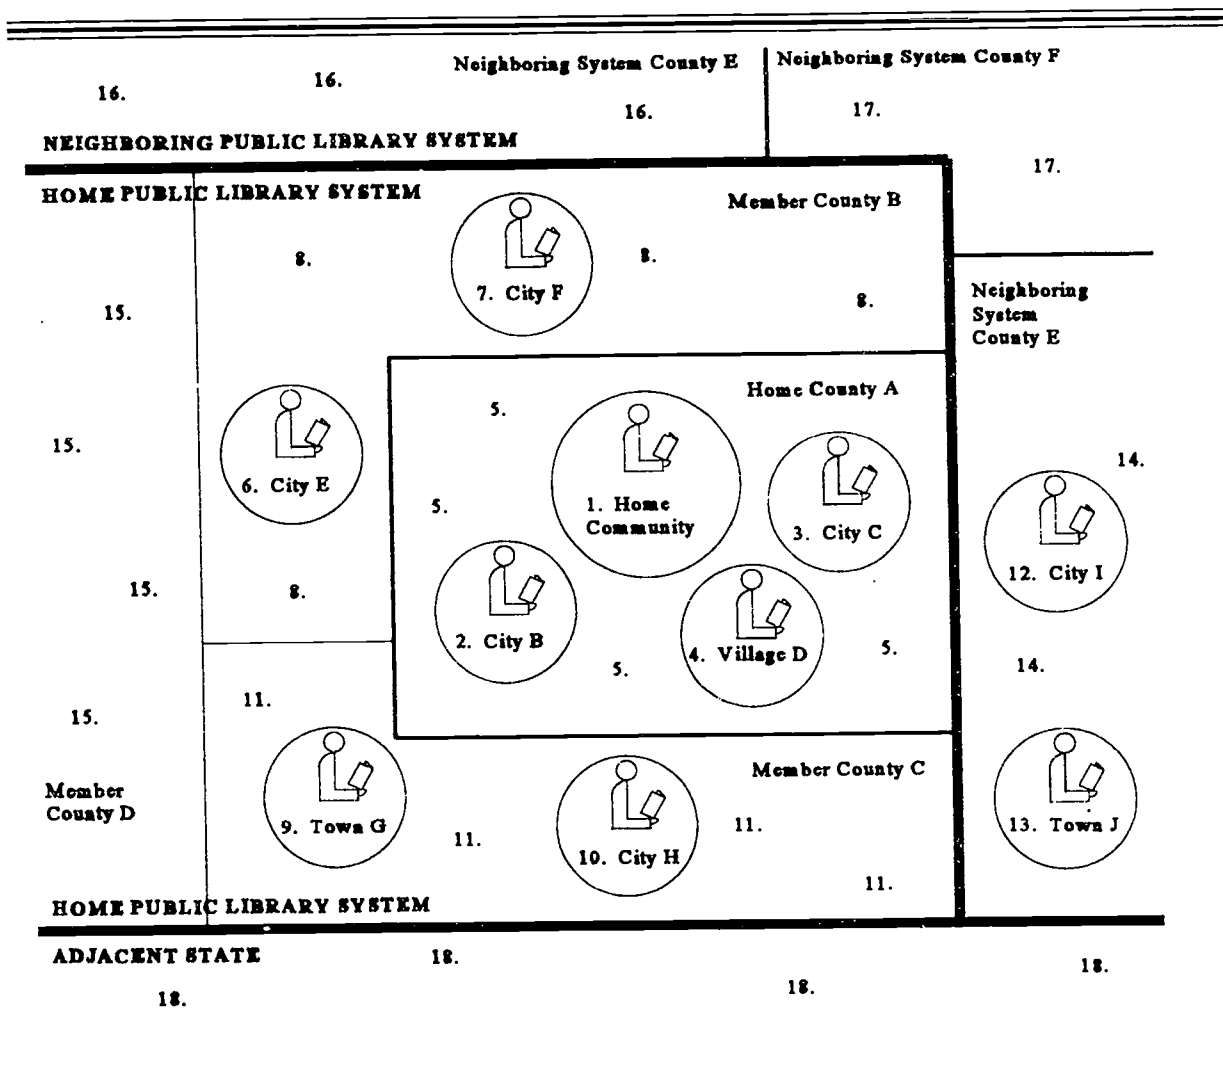 Neighboring System County E
Neighboring System County F
16.
16.
16.
17.
NEIGHBORING PUBLIC LIBRARY SYSTEM
17.
HOME PUBLIC LIBRARY SYSTEM
Member County B
8.
8.
7. City F
8.
15.
Neighboring
System
County E
Home County A
5.
15.
14.
6. City E
5.
1. Home
Community
3. City C
12. City I
15.
8.
2. City B
4. Village D
5.
5.
14.
11.
15.
Member County C
Member
County D
9. Town G
11.
11.
13. Town J
10. City H
11.
HOME PUBLIC LIBRARY SYSTEM
ADJACENT STATE
18.
18.
18.
18.